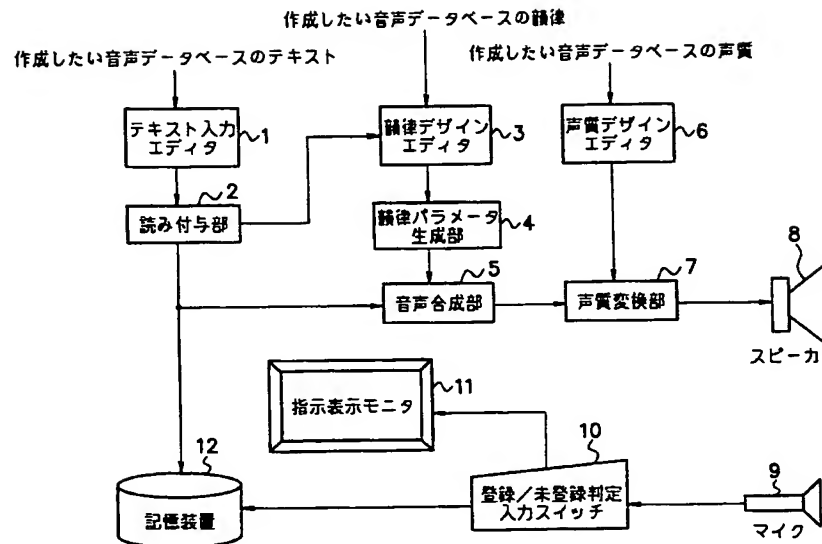 作成したい音声データベースの韻律
作成したい音声データベースのテキスト
作成したい音声データベースの声質
テキスト入力
エディタ
1
韻律デザイン
エディタ
3
声質デザイン
エディタ
6
読み付与部
2
韻律パラメータ
生成部
4
音声合成部
5
声質変換部
7
8
スピーカ
指示表示モニタ
11
12
記憶装置
10
登録/未登録判定
入力スイッチ
9
マイク